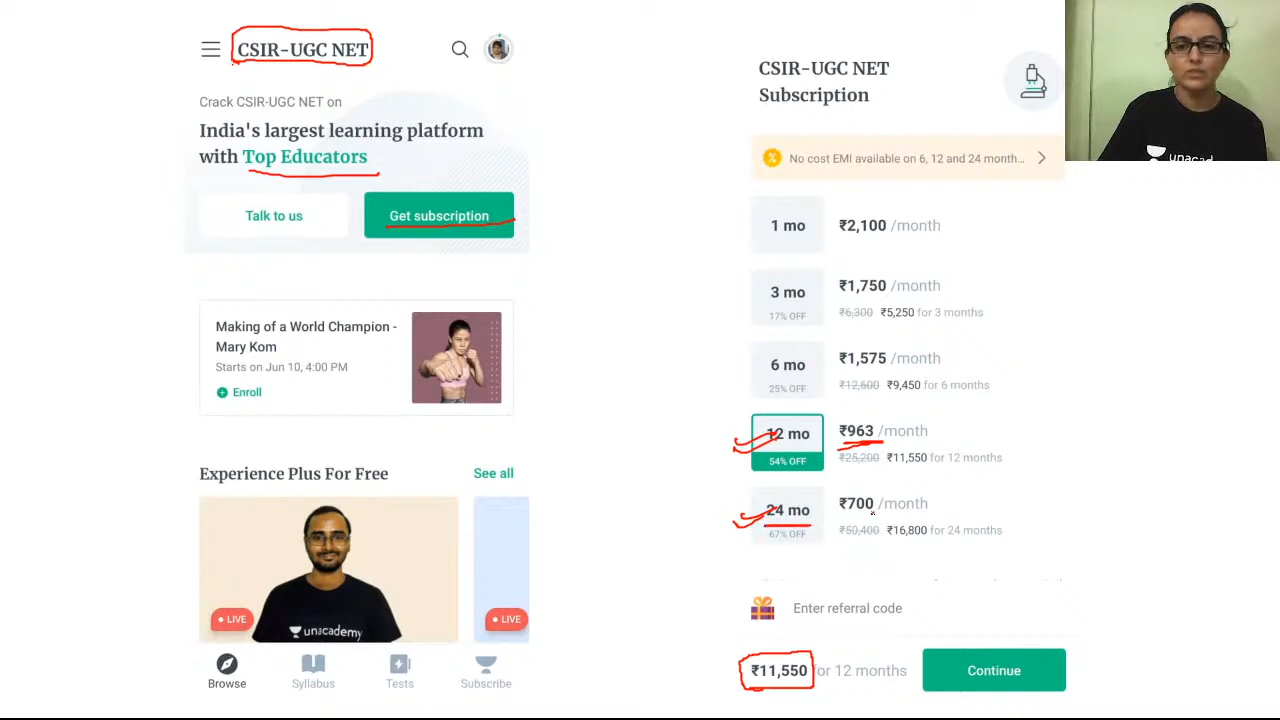 CSIR-UGC NET
Crack CSIR-UGC NET on
India's largest learning platform
with Top Educators
Talk to us
Get subscription
Making of a World Champion -
Mary Kom
Starts on Jun 10, 4:00 PM
Enroll
Experience Plus For Free
See all
LIVE
unacademy
LIVE
Browse
Syllabus
Tests
Subscribe
CSIR-UGC NET
Subscription
No cost EMI available on 6, 12 and 24 month...
1 mo
₹2,100 /month
3 mo
17% OFF
₹1,750 /month
₹6,300 ₹5,250 for 3 months
6 mo
25% OFF
₹1,575 /month
₹12,600 ₹9,450 for 6 months
12 mo
54% OFF
₹963 /month
₹25,200 ₹11,550 for 12 months
24 mo
67% OFF
₹700 /month
₹50,400 ₹16,800 for 24 months
Enter referral code
₹11,550 for 12 months
Continue
unacad